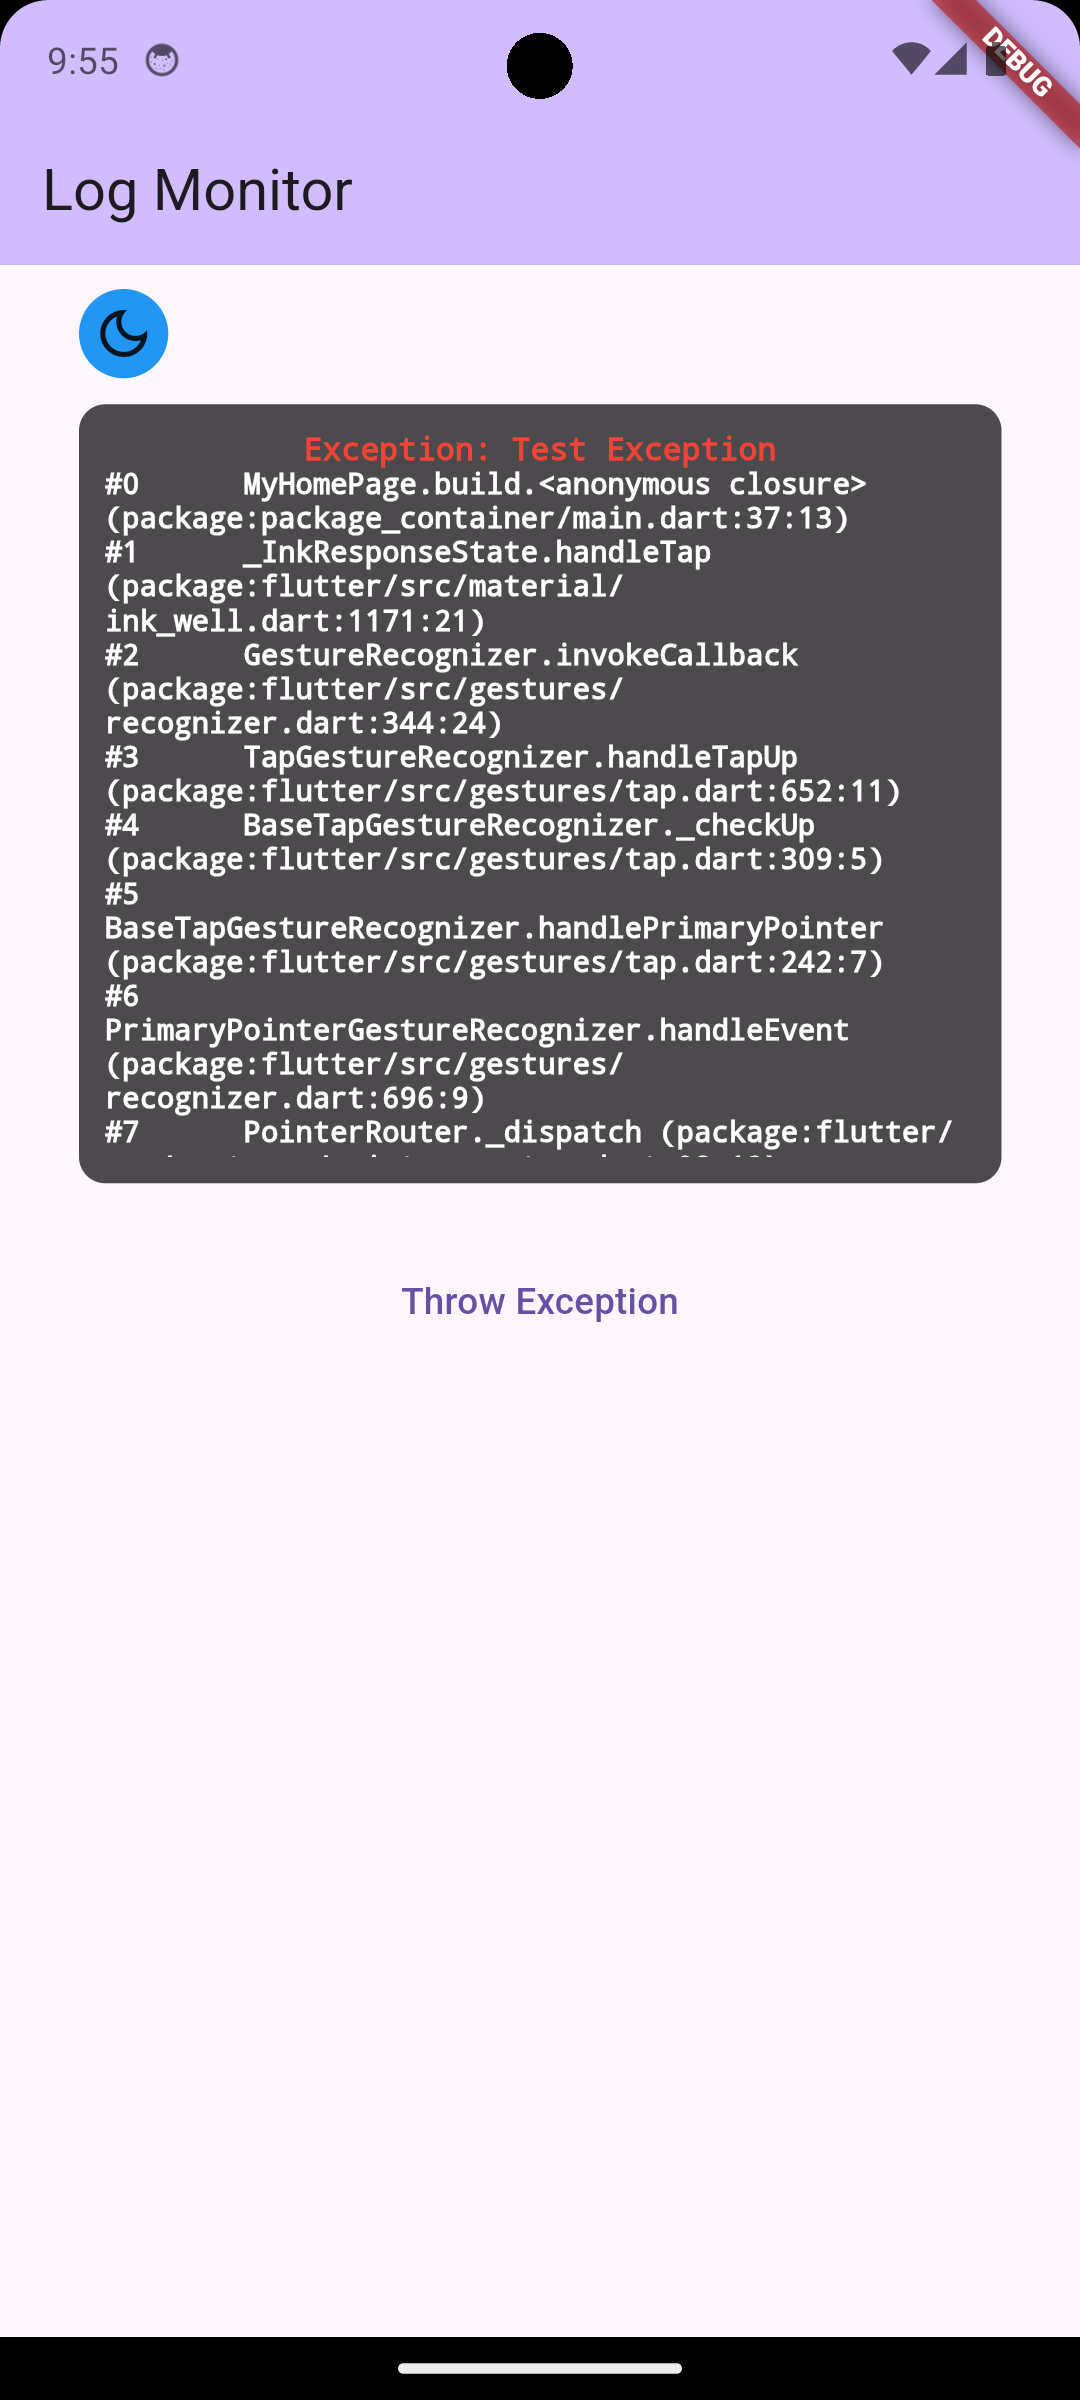 9:55
DEBUG
Log Monitor
Exception: Test Exception
#0      MyHomePage.build.<anonymous closure>
(package:package_container/main.dart:37:13)
#1      _InkResponseState.handleTap
(package:flutter/src/material/
ink_well.dart:1171:21)
#2      GestureRecognizer.invokeCallback
(package:flutter/src/gestures/
recognizer.dart:344:24)
#3      TapGestureRecognizer.handleTapUp
(package:flutter/src/gestures/tap.dart:652:11)
#4      BaseTapGestureRecognizer._checkUp
(package:flutter/src/gestures/tap.dart:309:5)
#5
BaseTapGestureRecognizer.handlePrimaryPointer
(package:flutter/src/gestures/tap.dart:242:7)
#6
PrimaryPointerGestureRecognizer.handleEvent
(package:flutter/src/gestures/
recognizer.dart:696:9)
#7      PointerRouter._dispatch (package:flutter/
Throw Exception